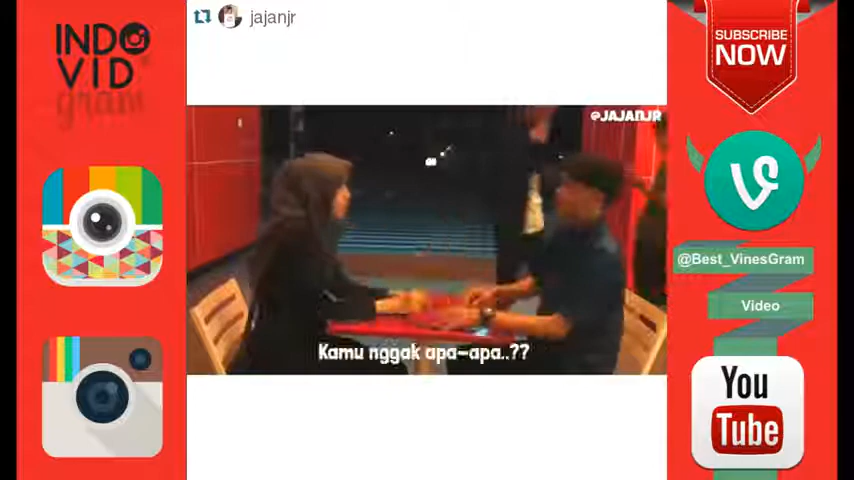 INDO
VID
gram
jajanjr
@JAJANJR
Kamu nggak apa-apa..??
SUBSCRIBE
NOW
@Best_VinesGram
Video
You
Tube